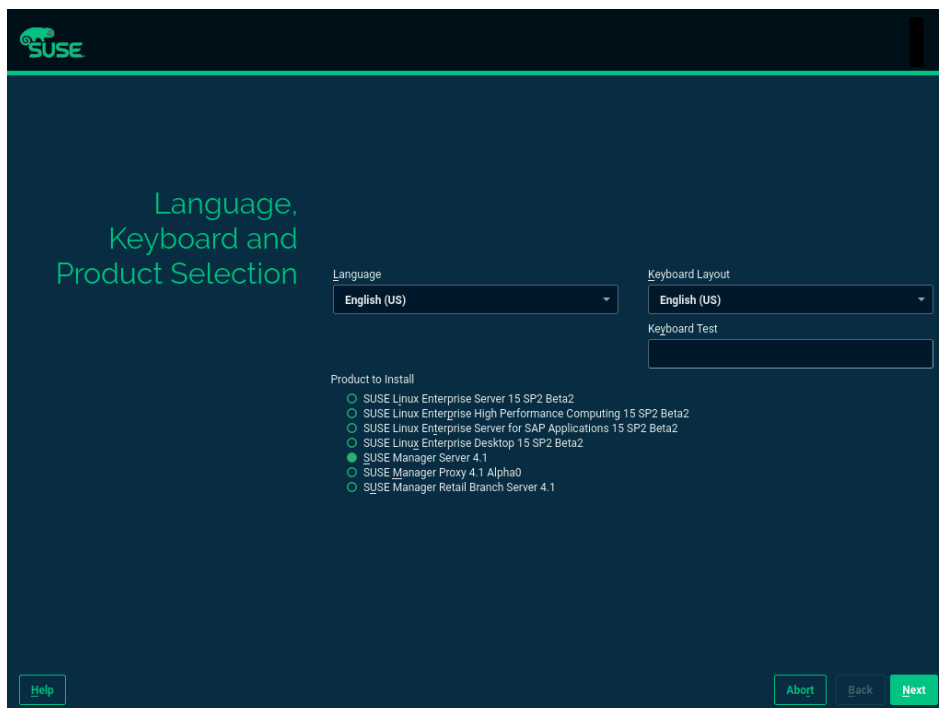 SUSE
Language,
Keyboard and
Product Selection
Language
Keyboard Layout
English (US)
English (US)
Keyboard Test
Product to Install
SUSE Linux Enterprise Server 15 SP2 Beta2
SUSE Linux Enterprise High Performance Computing 15 SP2 Beta2
SUSE Linux Enterprise Server for SAP Applications 15 SP2 Beta2
SUSE Linux Enterprise Desktop 15 SP2 Beta2
SUSE Manager Server 4.1
SUSE Manager Proxy 4.1 Alpha0
SUSE Manager Retail Branch Server 4.1
Help
Abort
Back
Next